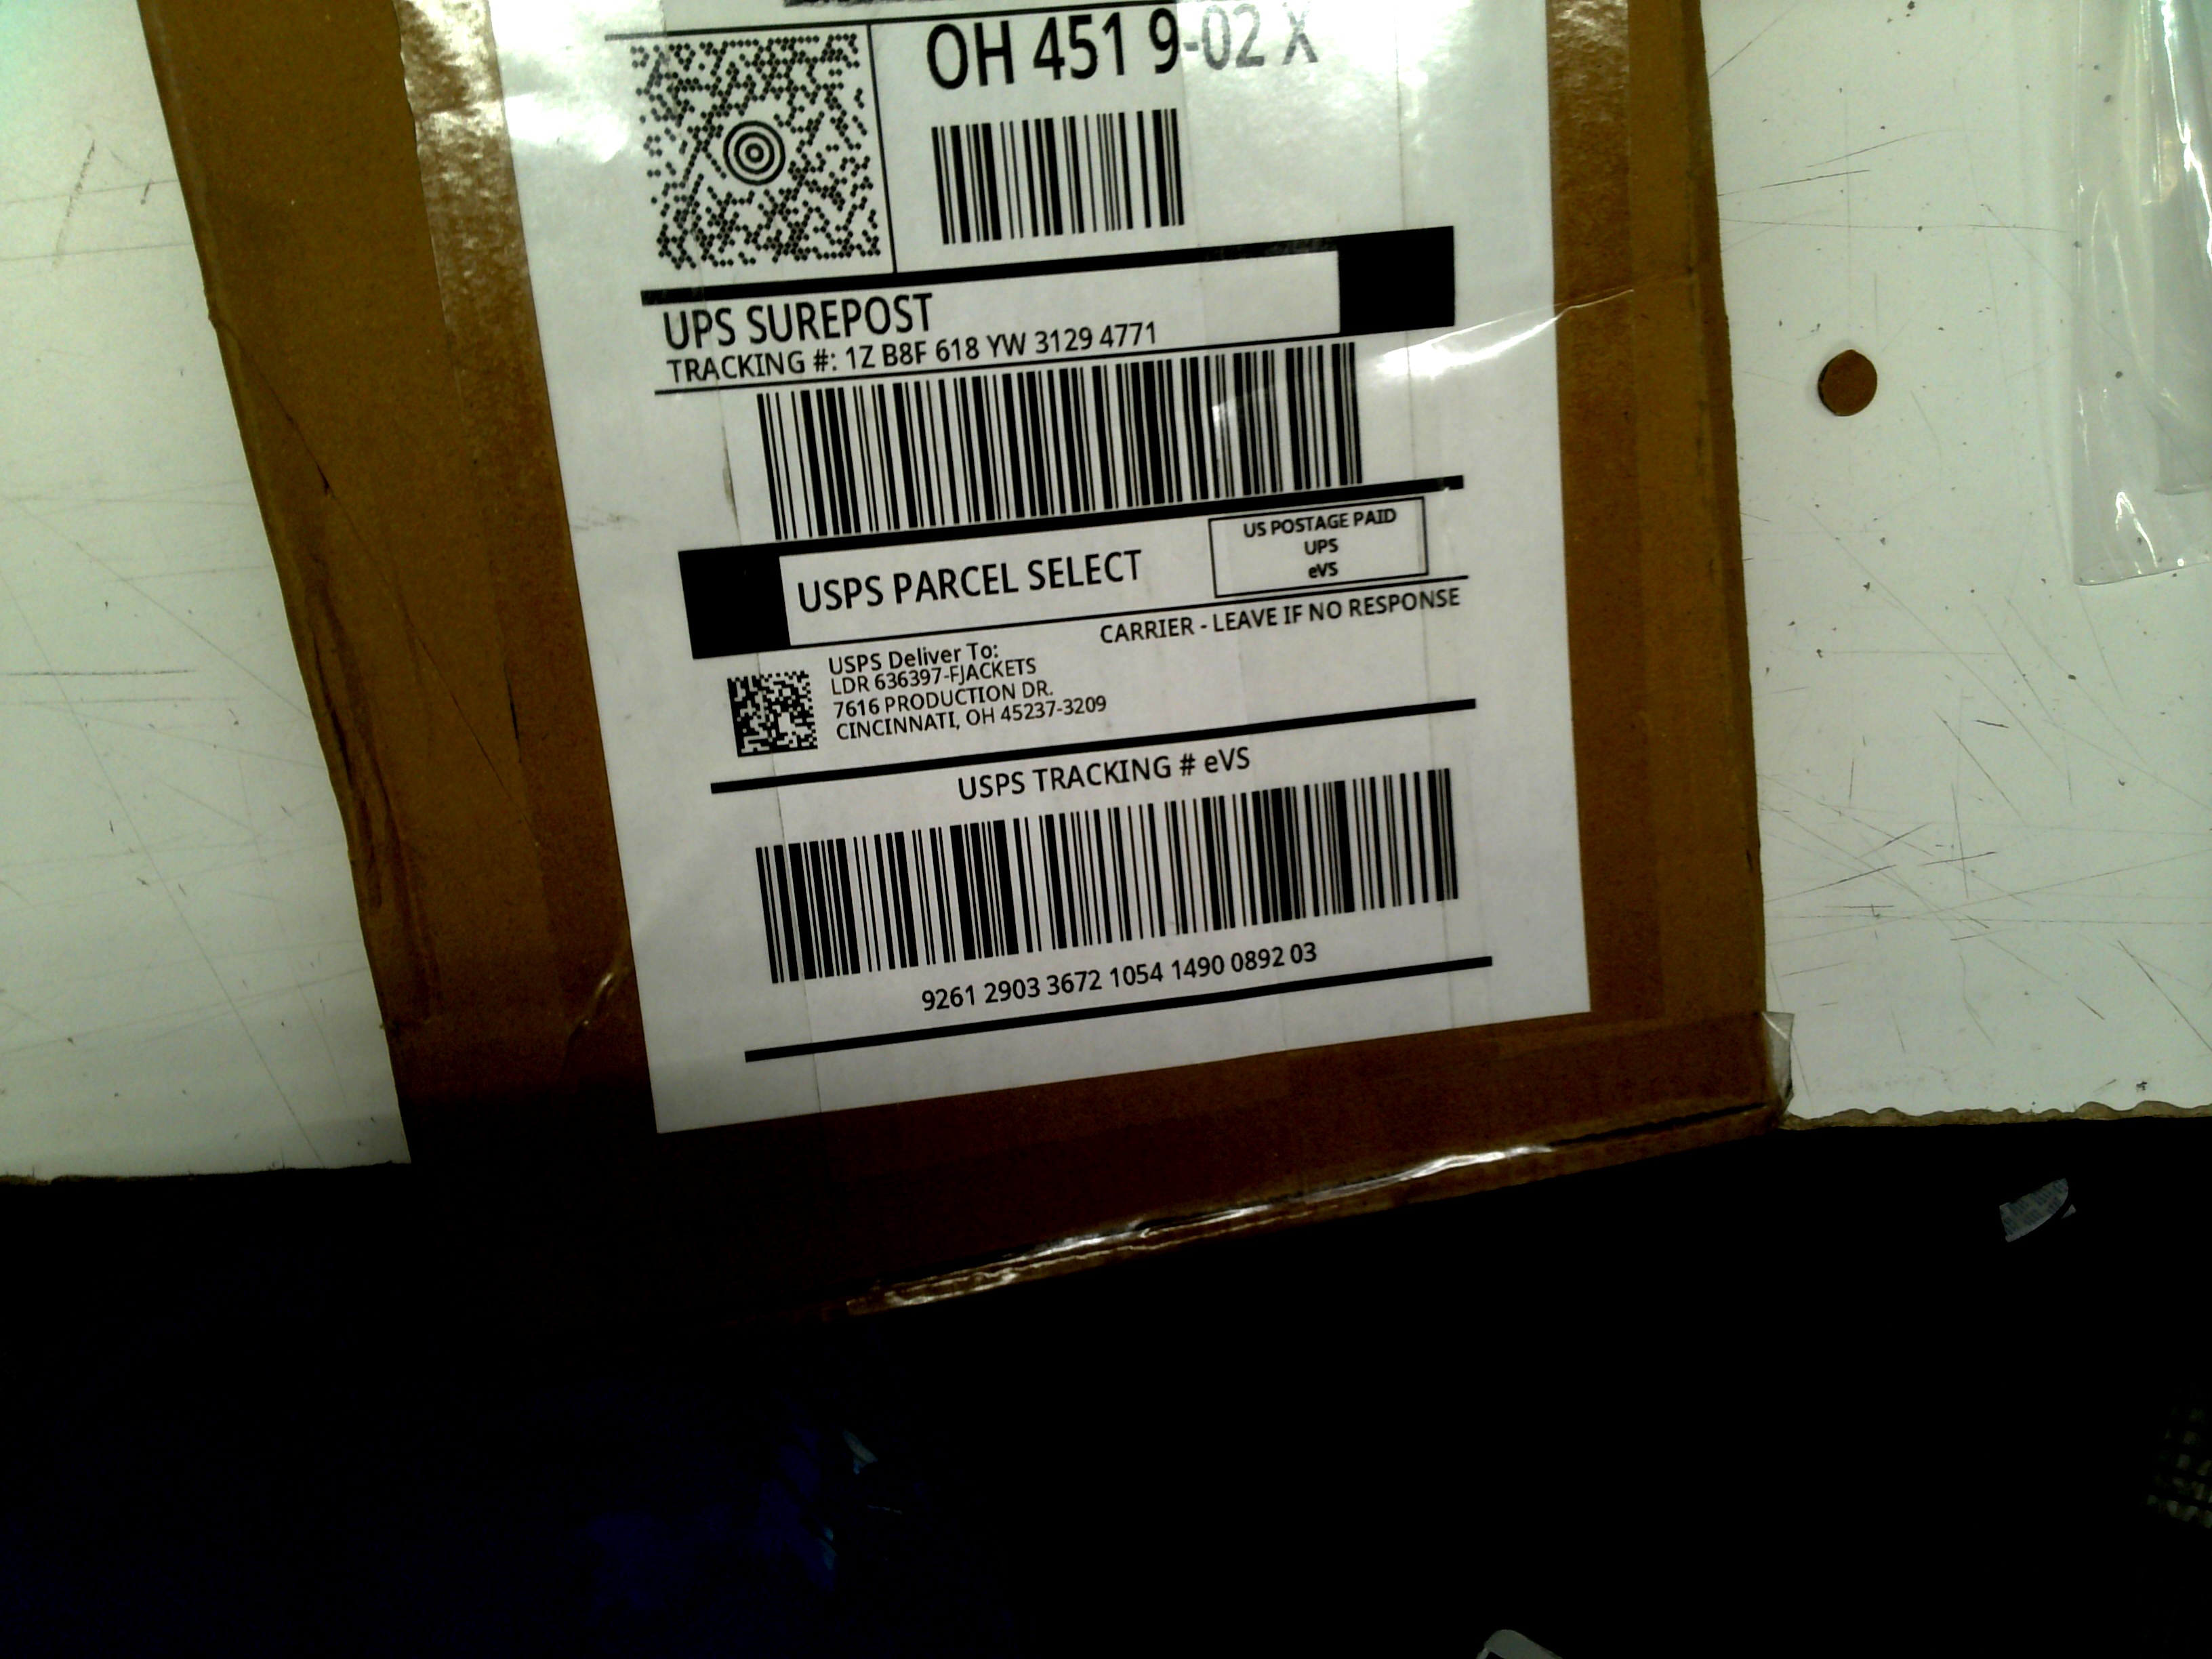 OH 451 9-02 X
UPS SUREPOST
TRACKING #: 1Z B8F 618 YW 3129 4771
USPS PARCEL SELECT
US POSTAGE PAID
UPS
eVS
CARRIER - LEAVE IF NO RESPONSE
USPS Deliver To:
LDR 636397-FJACKETS
7616 PRODUCTION DR.
CINCINNATI, OH 45237-3209
USPS TRACKING # eVS
9261 2903 3672 1054 1490 0892 03